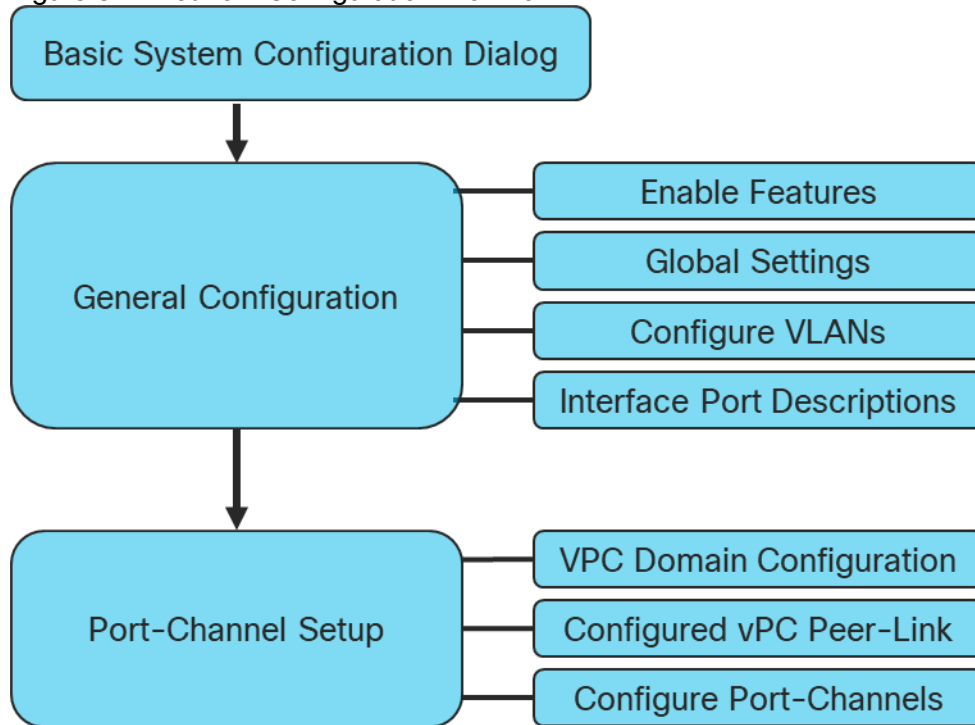 Basic System Configuration Dialog
General Configuration
Enable Features
Global Settings
Configure VLANs
Interface Port Descriptions
Port-Channel Setup
VPC Domain Configuration
Configured vPC Peer-Link
Configure Port-Channels